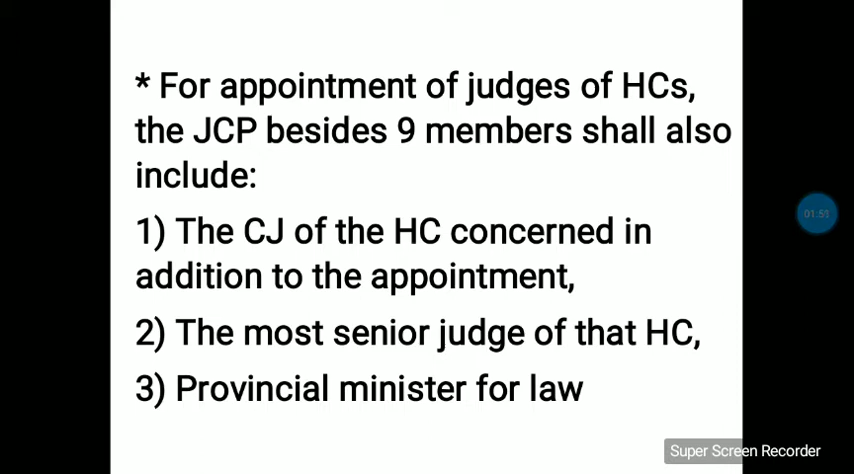 * For appointment of judges of HCs,
the JCP besides 9 members shall also
include:
1) The CJ of the HC concerned in
addition to the appointment,
2) The most senior judge of that HC,
3) Provincial minister for law
01:55
Super Screen Recorder